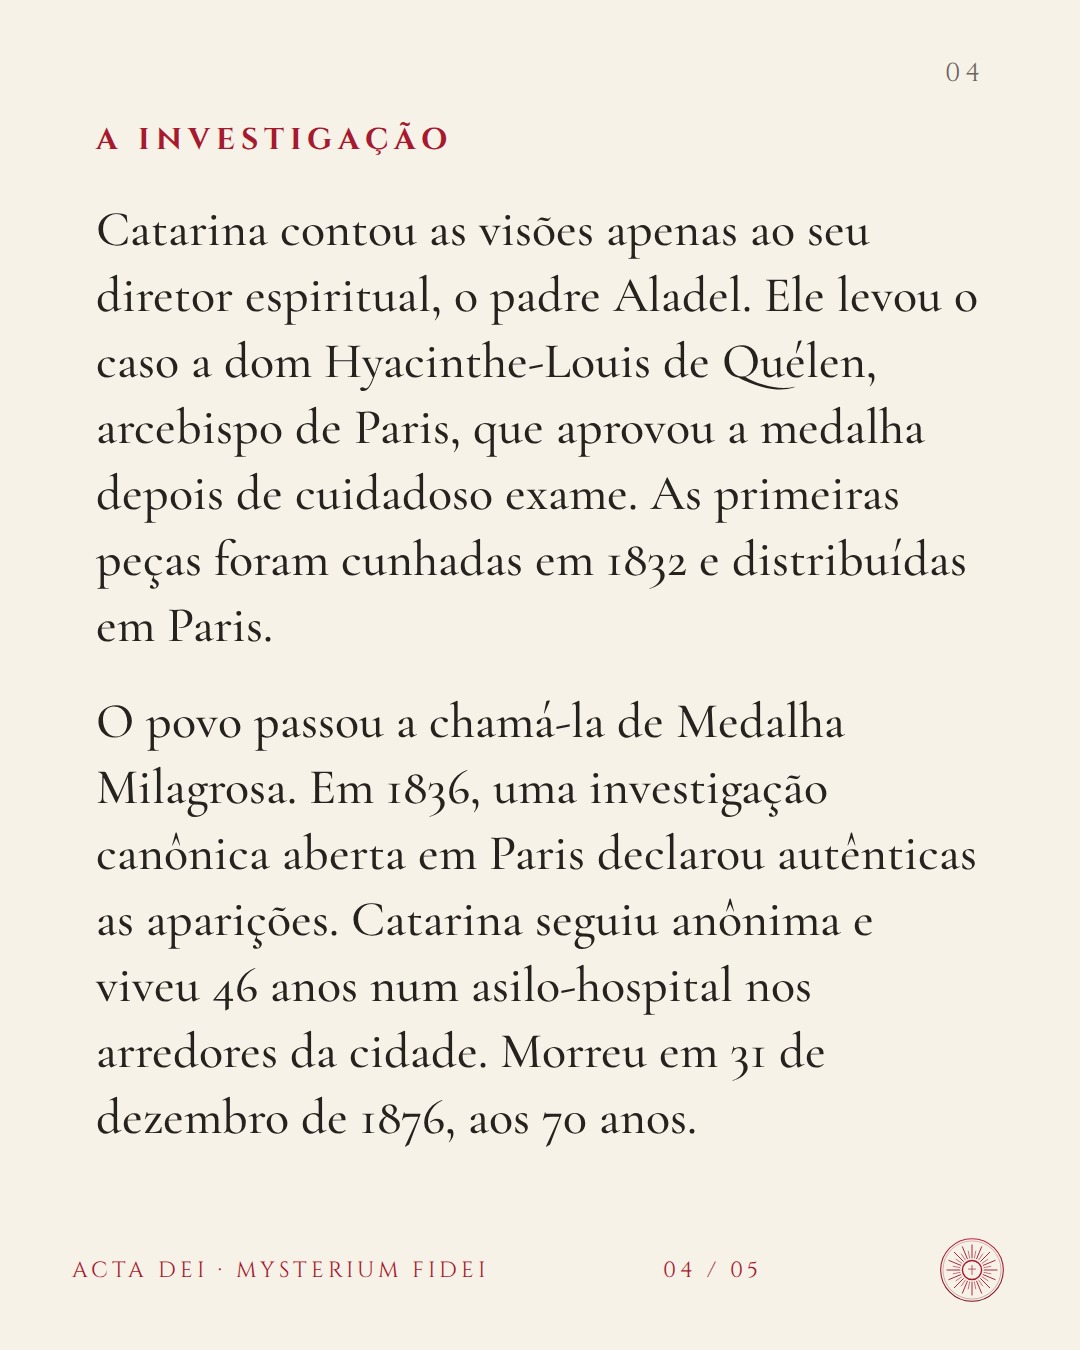 04
A INVESTIGAÇÃO
Catarina contou as visões apenas ao seu
diretor espiritual, o padre Aladel. Ele levou o
caso a dom Hyacinthe-Louis de Quélen,
arcebispo de Paris, que aprovou a medalha
depois de cuidadoso exame. As primeiras
peças foram cunhadas em 1832 e distribuídas
em Paris.
O povo passou a chamá-la de Medalha
Milagrosa. Em 1836, uma investigação
canônica aberta em Paris declarou autênticas
as aparições. Catarina seguiu anônima e
viveu 46 anos num asilo-hospital nos
arredores da cidade. Morreu em 31 de
dezembro de 1876, aos 70 anos.
ACTA DEI · MYSTERIUM FIDEI
04 / 05